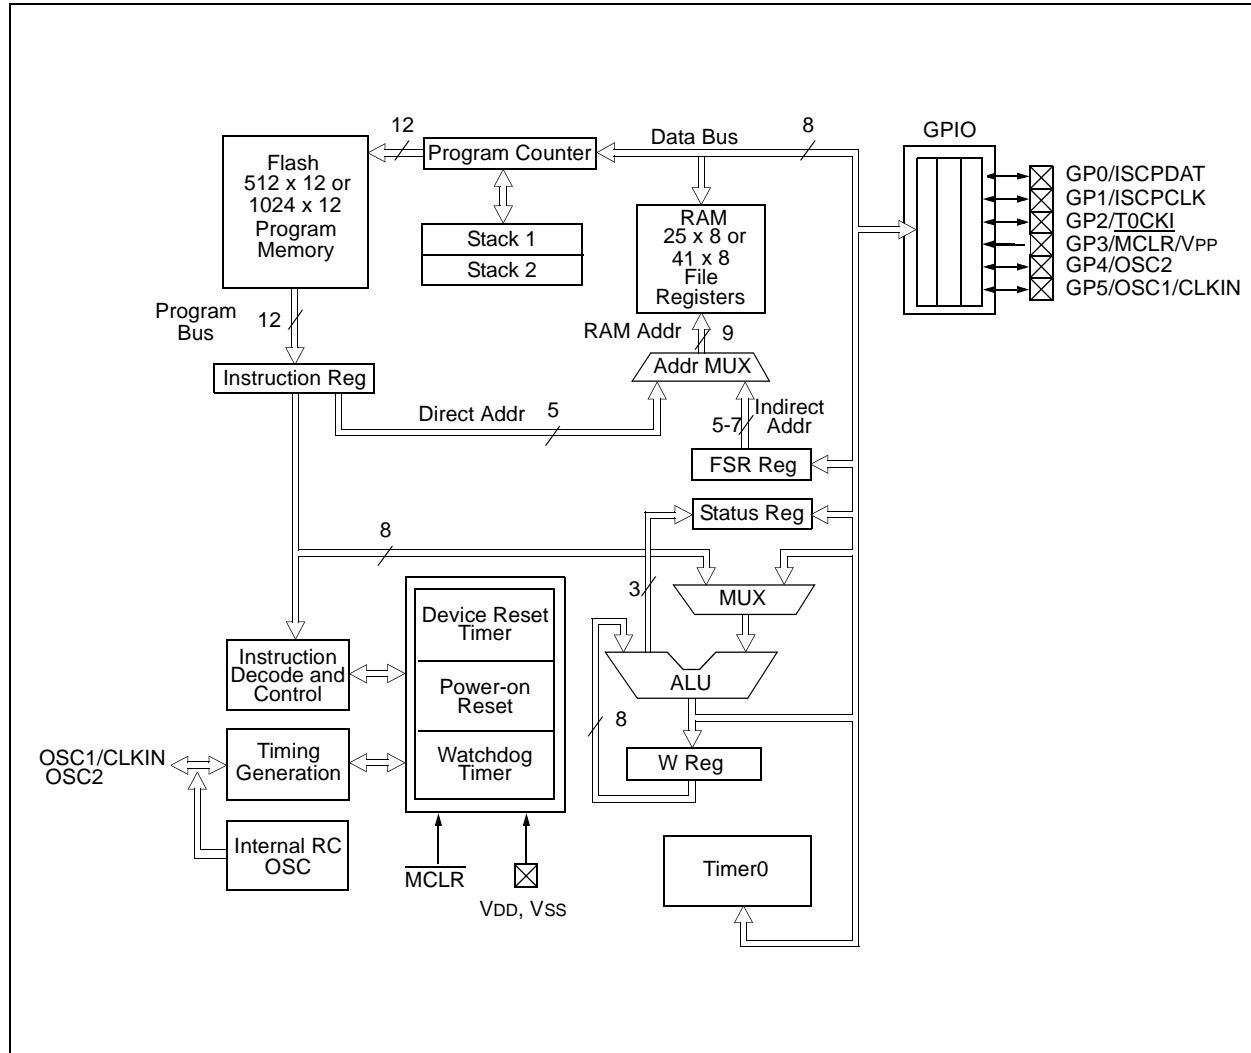 12
Data Bus
8
GPIO
Flash
512 x 12 or
1024 x 12
Program
Memory
Program Counter
Stack 1
Stack 2
RAM
25 x 8 or
41 x 8
File
Registers
GP0/ISCPDAT
GP1/ISCPCLK
GP2/T0CKI
GP3/MCLR/VPP
GP4/OSC2
GP5/OSC1/CLKIN
Program
Bus
12
RAM Addr
9
Instruction Reg
Addr MUX
Direct Addr
5
5-7
Indirect
Addr
FSR Reg
Status Reg
8
3
MUX
Device Reset
Timer
Power-on
Reset
Watchdog
Timer
Instruction
Decode and
Control
ALU
8
OSC1/CLKIN
OSC2
Timing
Generation
W Reg
Internal RC
OSC
MCLR
VDD, VSS
Timer0